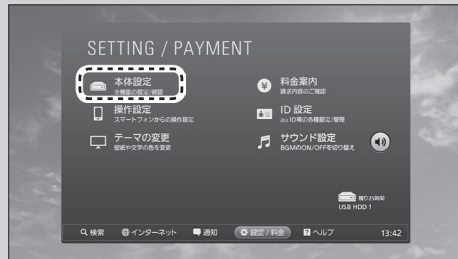 SETTING / PAYMENT
本体設定
全機能の設定/確認
料金案内
請求内容のご確認
操作設定
スマートフォンからの操作設定
ID 設定
au ID等の各種設定/管理
テーマの変更
壁紙や文字の色を変更
サウンド設定
BGMのON/OFFを切り替え
残り25時間
USB HDD 1
検索 インターネット 通知 設定/料金 ヘルプ 13:42